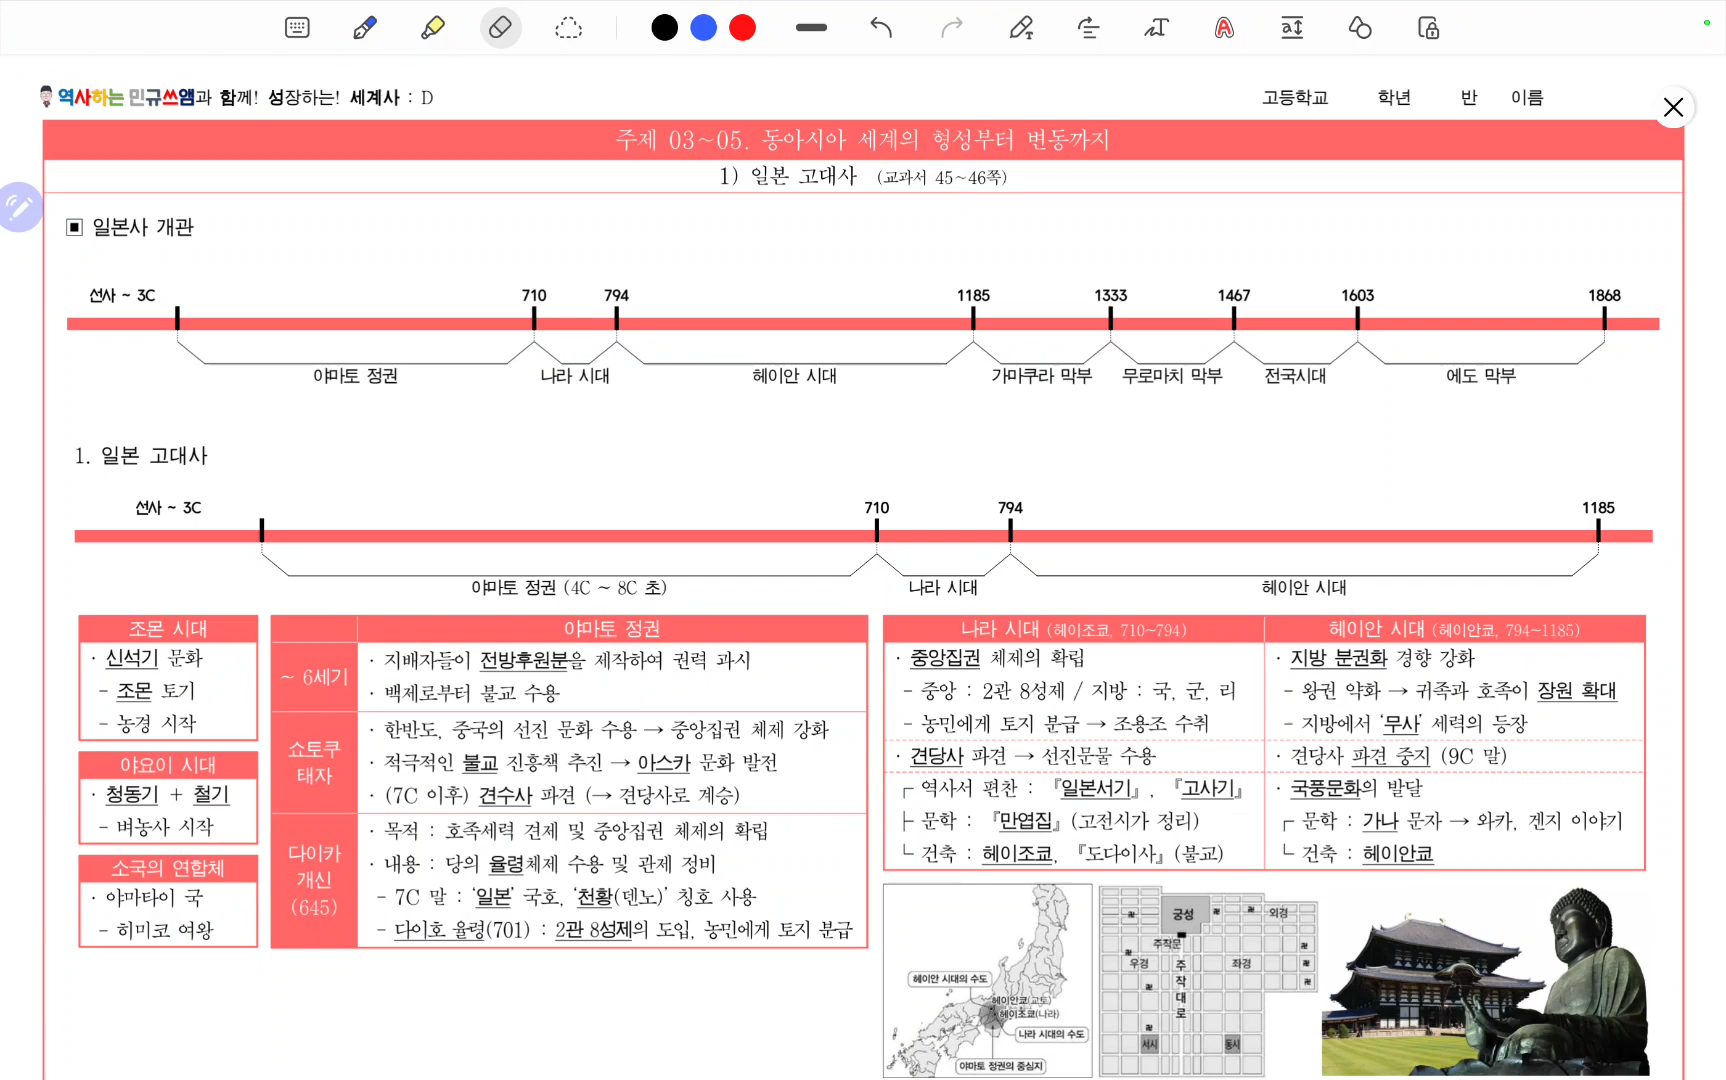 역사하는 민규쓰앰과 함께! 성장하는! 세계사 : D
고등학교 학년 반 이름
주제 03~05. 동아시아 세계의 형성부터 변동까지
1) 일본 고대사 (교과서 45~46쪽)
▣ 일본사 개관
선사 ~ 3C 710 794 1185 1333 1467 1603 1868
야마토 정권 나라 시대 헤이안 시대 가마쿠라 막부 무로마치 막부 전국시대 에도 막부
1. 일본 고대사
선사 ~ 3C 710 794 1185
야마토 정권 (4C ~ 8C 초) 나라 시대 헤이안 시대
조몬 시대
· 신석기 문화
- 조몬 토기
- 농경 시작
야요이 시대
· 청동기 + 철기
- 벼농사 시작
소국의 연합체
· 야마타이 국
- 히미코 여왕
야마토 정권
~ 6세기
· 지배자들이 전방후원분을 제작하여 권력 과시
· 백제로부터 불교 수용
쇼토쿠
태자
· 한반도, 중국의 선진 문화 수용 → 중앙집권 체제 강화
· 적극적인 불교 진흥책 추진 → 아스카 문화 발전
· (7C 이후) 견수사 파견 (→ 견당사로 계승)
다이카
개신
(645)
· 목적 : 호족세력 견제 및 중앙집권 체제의 확립
· 내용 : 당의 율령체제 수용 및 관제 정비
- 7C 말 : ‘일본’ 국호, ‘천황(덴노)’ 칭호 사용
- 다이호 율령(701) : 2관 8성제의 도입, 농민에게 토지 분급
나라 시대 (헤이조쿄, 710~794)
· 중앙집권 체제의 확립
- 중앙 : 2관 8성제 / 지방 : 국, 군, 리
- 농민에게 토지 분급 → 조용조 수취
· 견당사 파견 → 선진문물 수용
┌ 역사서 편찬 : 『일본서기』, 『고사기』
├ 문학 : 『만엽집』(고전시가 정리)
└ 건축 : 헤이조쿄, 『도다이사』(불교)
헤이안 시대 (헤이안쿄, 794~1185)
· 지방 분권화 경향 강화
- 왕권 약화 → 귀족과 호족이 장원 확대
- 지방에서 ‘무사’ 세력의 등장
· 견당사 파견 중지 (9C 말)
· 국풍문화의 발달
┌ 문학 : 가나 문자 → 와카, 겐지 이야기
└ 건축 : 헤이안쿄
헤이안 시대의 수도
헤이안쿄(교토)
헤이조쿄(나라)
나라 시대의 수도
야마토 정권의 중심지
궁성
외경
주작문
우경
좌경
주작대로
서시
동시